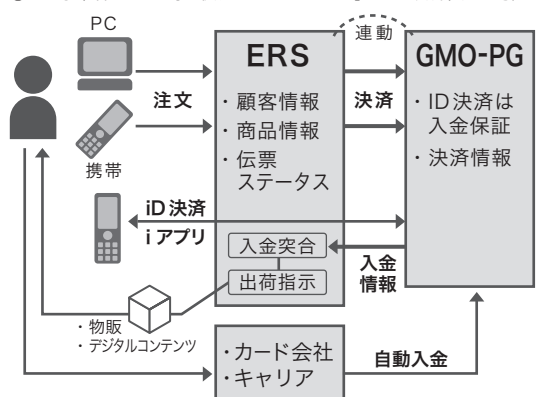 PC
携帯
注文
ERS
・顧客情報
・商品情報
・伝票
ステータス
連動
決済
GMO-PG
・ID決済は
入金保証
・決済情報
iD決済
iアプリ
入金突合
出荷指示
入金
情報
・物販
・デジタルコンテンツ
・カード会社
・キャリア
自動入金